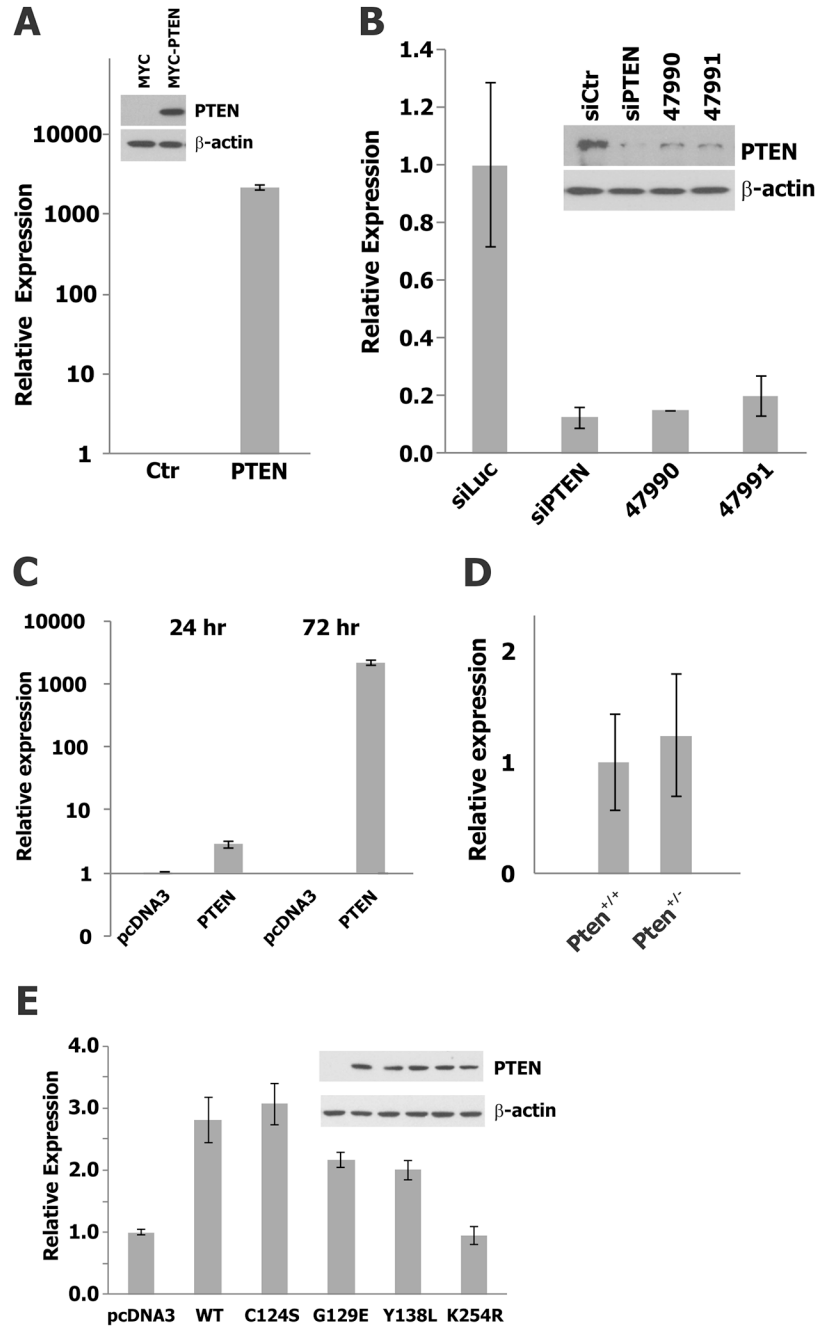 A
MYC
MYC-PTEN
PTEN
β-actin
10000
1000
100
10
1
Relative Expression
Ctr
PTEN
B
1.4
1.2
1.0
0.8
0.6
0.4
0.2
0.0
Relative Expression
siCtr
siPTEN
47990
47991
PTEN
β-actin
siLuc
siPTEN
47990
47991
C
10000
1000
100
10
1
0
Relative expression
24 hr
72 hr
pcDNA3
PTEN
pcDNA3
PTEN
D
2
1
0
Relative expression
Pten+/+
Pten+/-
E
4.0
3.0
2.0
1.0
0.0
Relative Expression
PTEN
β-actin
pcDNA3
WT
C124S
G129E
Y138L
K254R